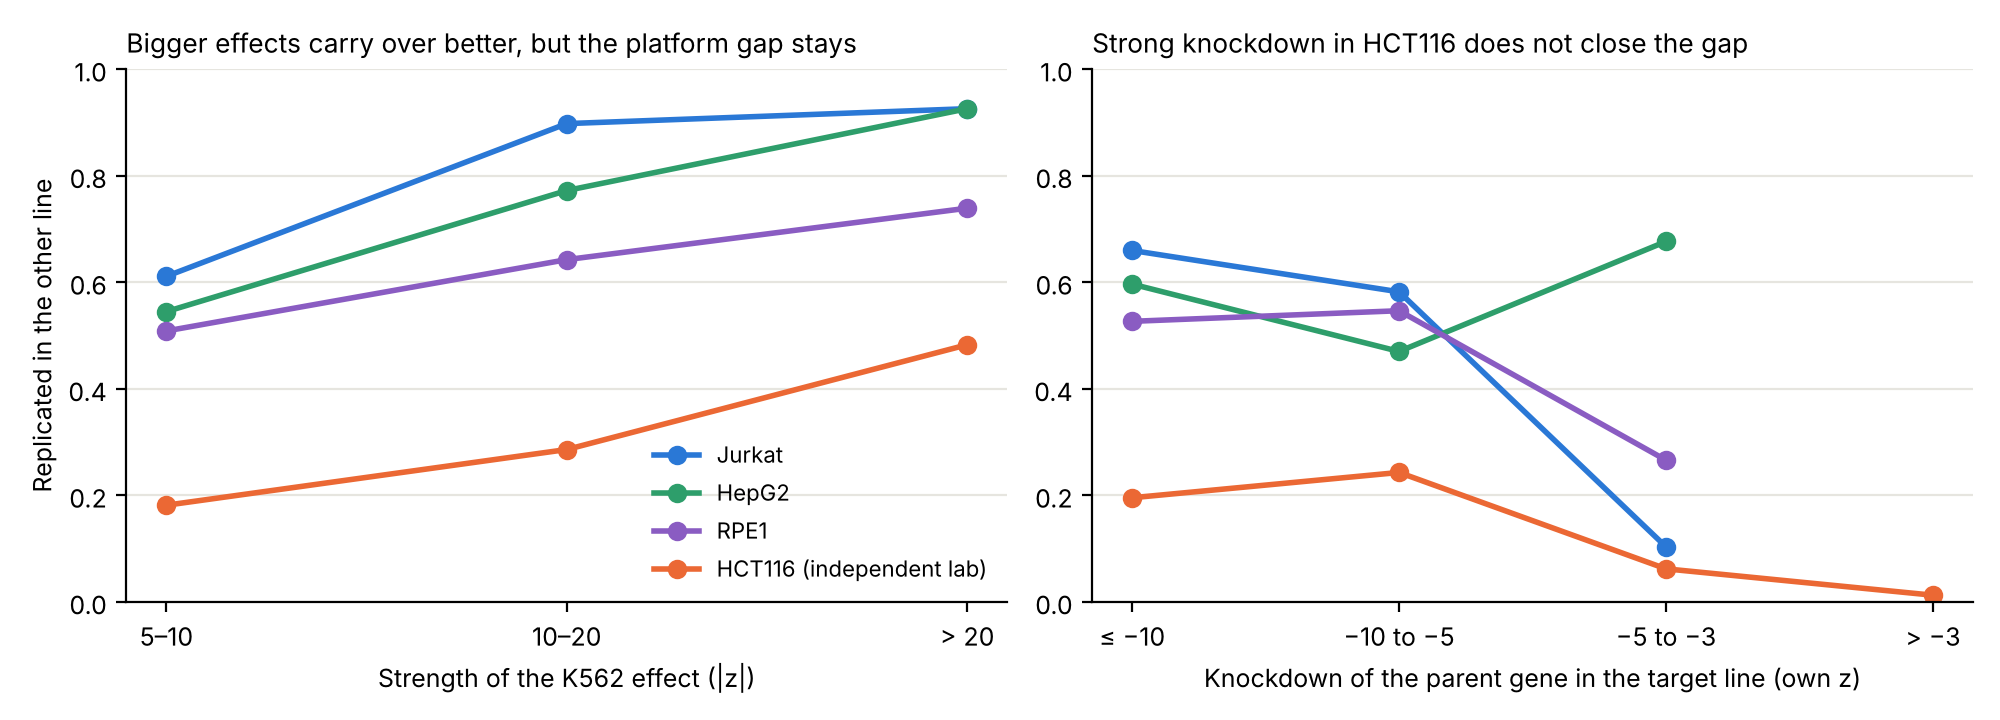 Bigger effects carry over better, but the platform gap stays
Replicated in the other line
1.0
0.8
0.6
0.4
0.2
0.0
Jurkat
HepG2
RPE1
HCT116 (independent lab)
5–10
10–20
> 20
Strength of the K562 effect (|z|)
Strong knockdown in HCT116 does not close the gap
1.0
0.8
0.6
0.4
0.2
0.0
≤ −10
−10 to −5
−5 to −3
> −3
Knockdown of the parent gene in the target line (own z)